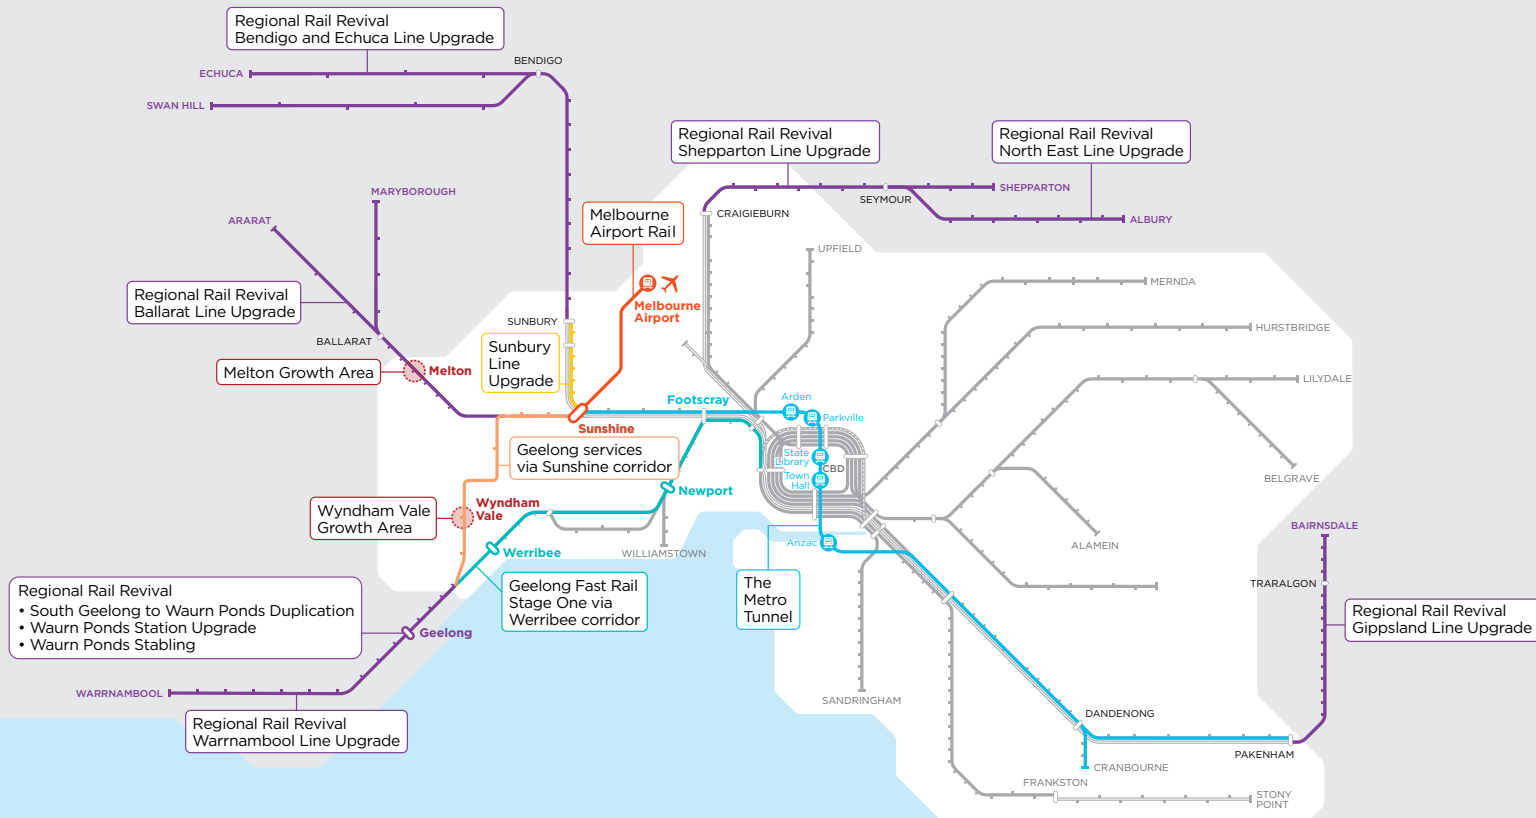 Regional Rail Revival
Bendigo and Echuca Line Upgrade
BENDIGO
ECHUCA
SWAN HILL
Regional Rail Revival
Shepparton Line Upgrade
Regional Rail Revival
North East Line Upgrade
MARYBOROUGH
SHEPPARTON
SEYMOUR
ARARAT
CRAIGIEBURN
ALBURY
Melbourne
Airport Rail
UPFIELD
MERNDA
Regional Rail Revival
Ballarat Line Upgrade
Melbourne
Airport
SUNBURY
HURSTBRIDGE
BALLARAT
Sunbury
Line
Upgrade
Melton Growth Area
Melton
LILYDALE
Footscray
Arden
Parkville
Sunshine
Geelong services
via Sunshine corridor
State
Library
CBD
Town
Hall
BELGRAVE
Newport
Wyndham
Vale
Wyndham Vale
Growth Area
BAIRNSDALE
Anzac
ALAMEIN
Werribee
WILLIAMSTOWN
Regional Rail Revival
• South Geelong to Waurn Ponds Duplication
• Waurn Ponds Station Upgrade
• Waurn Ponds Stabling
Geelong Fast Rail
Stage One via
Werribee corridor
The
Metro
Tunnel
TRARALGON
Regional Rail Revival
Gippsland Line Upgrade
Geelong
WARRNAMBOOL
SANDRINGHAM
Regional Rail Revival
Warrnambool Line Upgrade
DANDENONG
PAKENHAM
CRANBOURNE
FRANKSTON
STONY
POINT